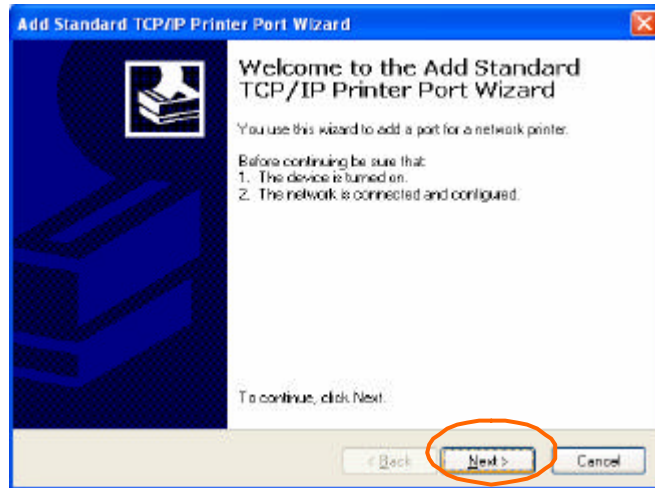 Add Standard TCP/IP Printer Port Wizard
Welcome to the Add Standard
TCP/IP Printer Port Wizard
You use this wizard to add a port for a network printer.
Before continuing be sure that:
1. The device is turned on.
2. The network is connected and configured.
To continue, click Next.
< Back
Next >
Cancel